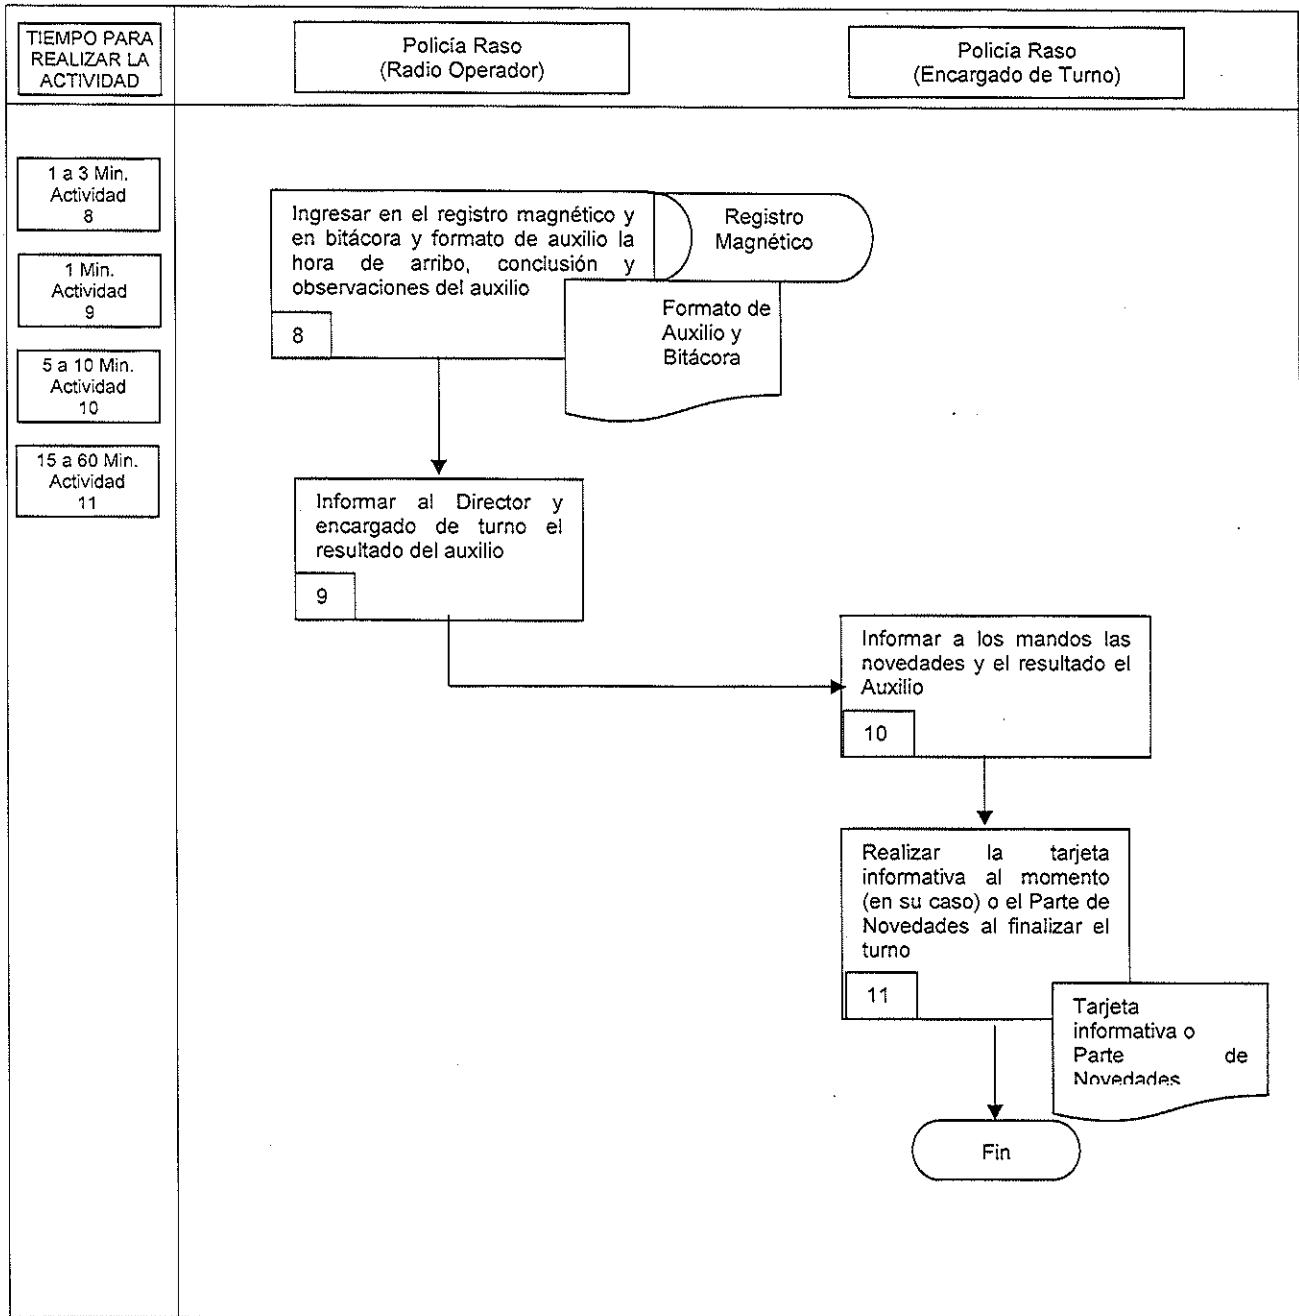 TIEMPO PARA
REALIZAR LA
ACTIVIDAD
Policía Raso
(Radio Operador)
Policía Raso
(Encargado de Turno)
1 a 3 Min.
Actividad
8
1 Min.
Actividad
9
5 a 10 Min.
Actividad
10
15 a 60 Min.
Actividad
11
Ingresar en el registro magnético y
en bitácora y formato de auxilio la
hora de arribo, conclusión y
observaciones del auxilio
8
Registro
Magnético
Formato de
Auxilio y
Bitácora
Informar al Director y
encargado de turno el
resultado del auxilio
9
Informar a los mandos las
novedades y el resultado el
Auxilio
10
Realizar la tarjeta
informativa al momento
(en su caso) o el Parte de
Novedades al finalizar el
turno
11
Tarjeta
informativa o
Parte de
Novedades
Fin